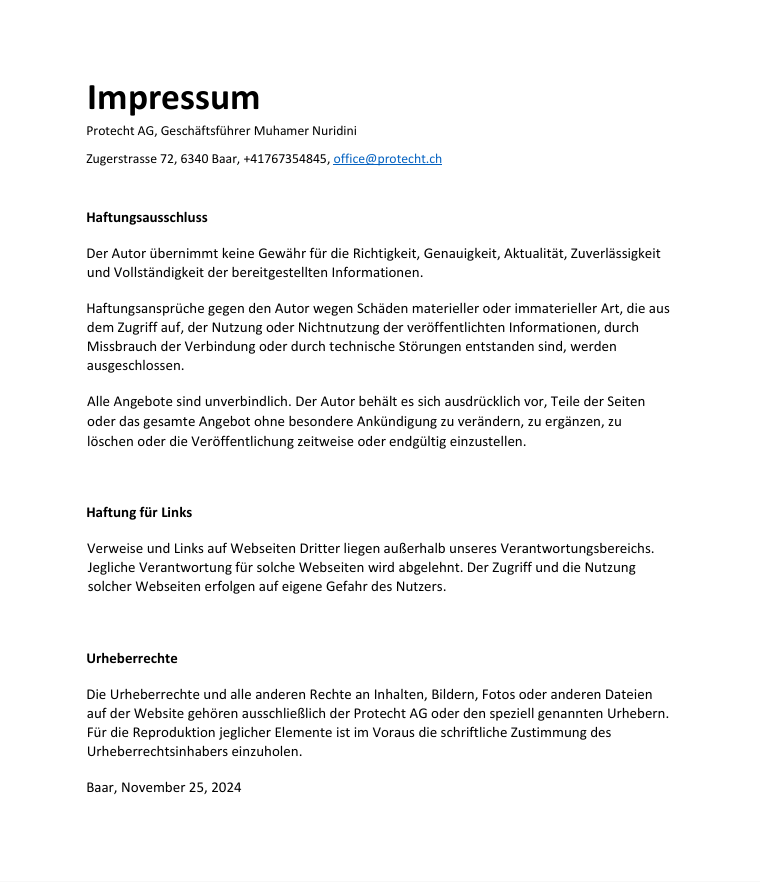 Impressum
Protecht AG, Geschäftsführer Muhamer Nuridini
Zugerstrasse 72, 6340 Baar, +41767354845, office@protecht.ch
Haftungsausschluss
Der Autor übernimmt keine Gewähr für die Richtigkeit, Genauigkeit, Aktualität, Zuverlässigkeit
und Vollständigkeit der bereitgestellten Informationen.
Haftungsansprüche gegen den Autor wegen Schäden materieller oder immaterieller Art, die aus
dem Zugriff auf, der Nutzung oder Nichtnutzung der veröffentlichten Informationen, durch
Missbrauch der Verbindung oder durch technische Störungen entstanden sind, werden
ausgeschlossen.
Alle Angebote sind unverbindlich. Der Autor behält es sich ausdrücklich vor, Teile der Seiten
oder das gesamte Angebot ohne besondere Ankündigung zu verändern, zu ergänzen, zu
löschen oder die Veröffentlichung zeitweise oder endgültig einzustellen.
Haftung für Links
Verweise und Links auf Webseiten Dritter liegen außerhalb unseres Verantwortungsbereichs.
Jegliche Verantwortung für solche Webseiten wird abgelehnt. Der Zugriff und die Nutzung
solcher Webseiten erfolgen auf eigene Gefahr des Nutzers.
Urheberrechte
Die Urheberrechte und alle anderen Rechte an Inhalten, Bildern, Fotos oder anderen Dateien
auf der Website gehören ausschließlich der Protecht AG oder den speziell genannten Urhebern.
Für die Reproduktion jeglicher Elemente ist im Voraus die schriftliche Zustimmung des
Urheberrechtsinhabers einzuholen.
Baar, November 25, 2024